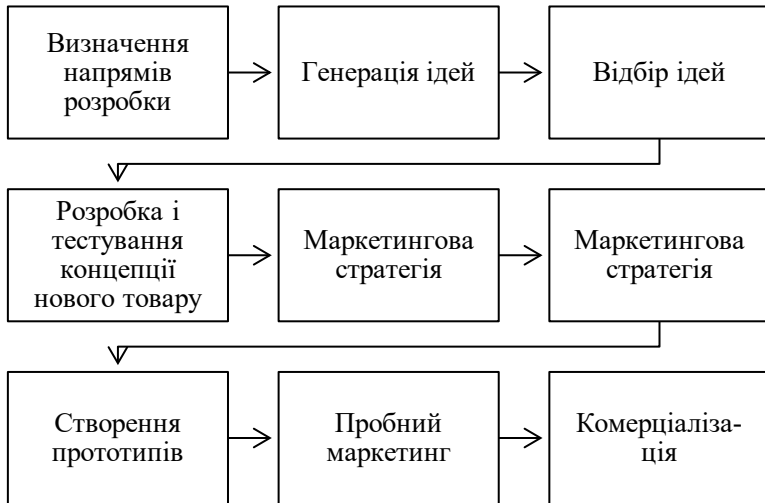 Визначення
напрямів
розробки
Генерація ідей
Відбір ідей
Розробка і
тестування
концепції
нового товару
Маркетингова
стратегія
Маркетингова
стратегія
Створення
прототипів
Пробний
маркетинг
Комерціаліза-
ція